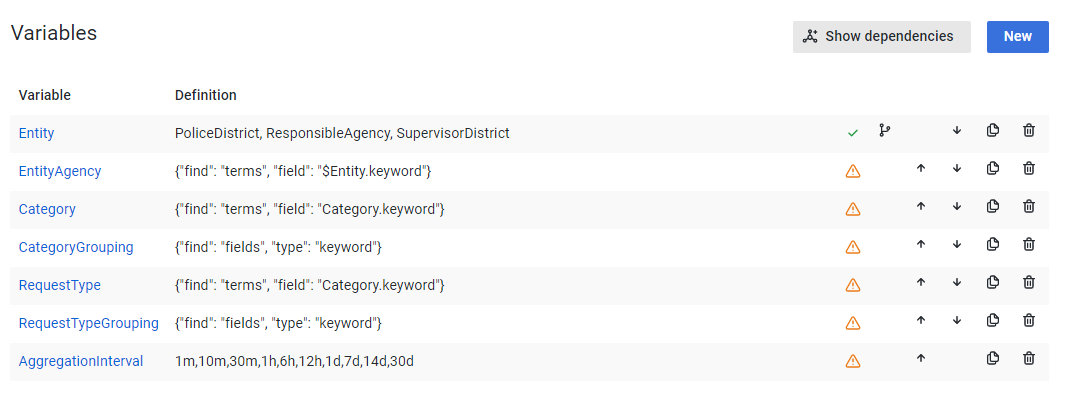 Variables
Show dependencies
New
Variable Definition
Entity PoliceDistrict, ResponsibleAgency, SupervisorDistrict
EntityAgency {"find": "terms", "field": "$Entity.keyword"}
Category {"find": "terms", "field": "Category.keyword"}
CategoryGrouping {"find": "fields", "type": "keyword"}
RequestType {"find": "terms", "field": "Category.keyword"}
RequestTypeGrouping {"find": "fields", "type": "keyword"}
AggregationInterval 1m,10m,30m,1h,6h,12h,1d,7d,14d,30d